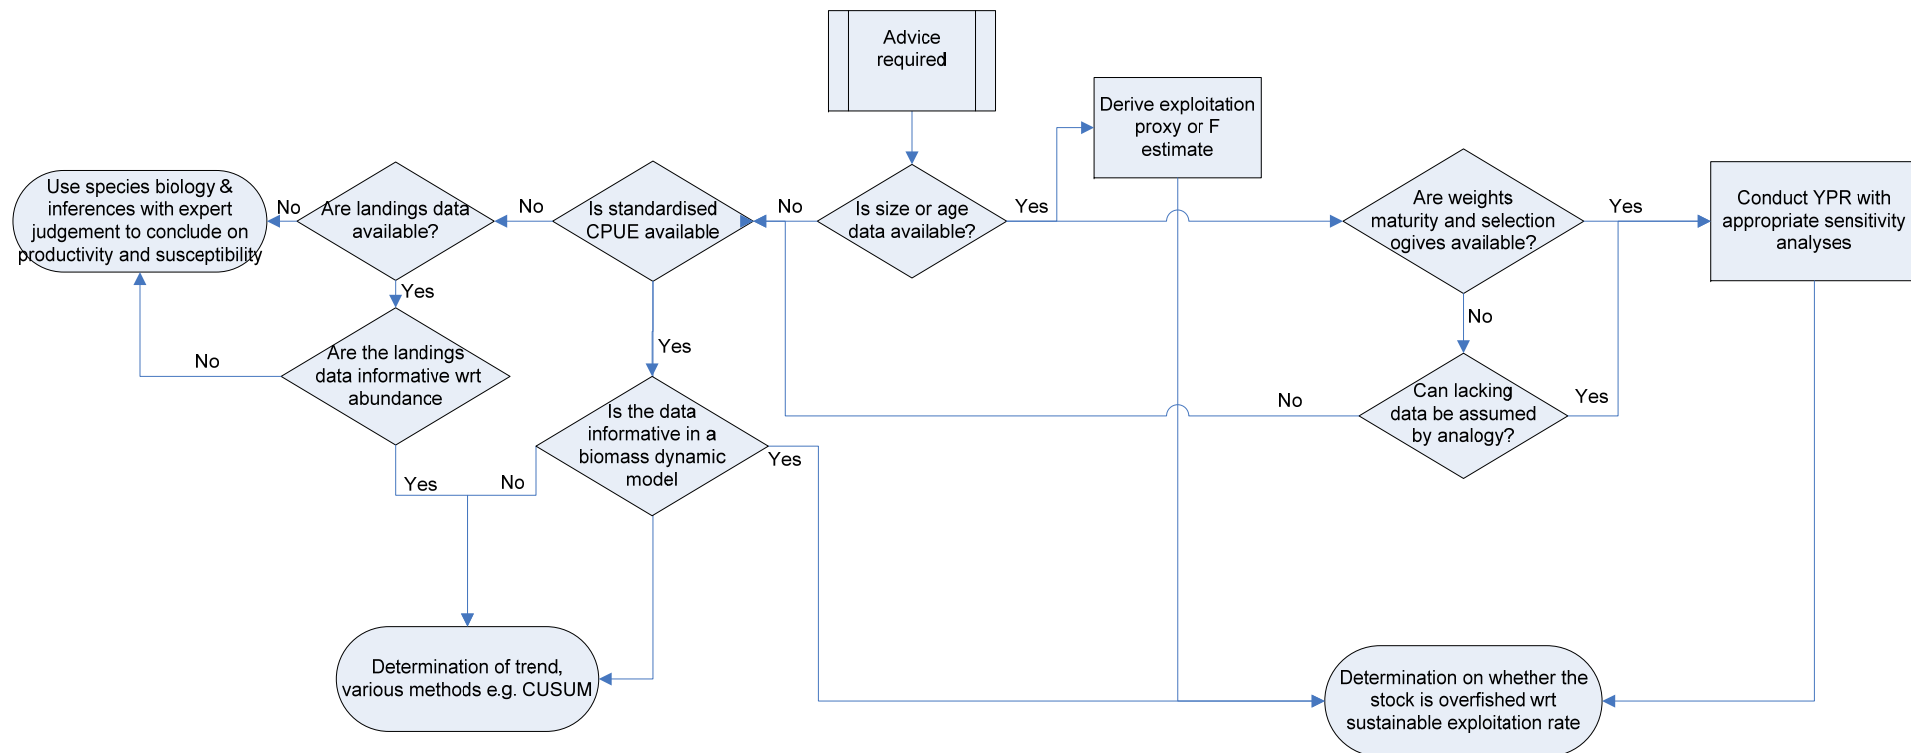 Advice
required
Derive exploitation
proxy or F
estimate
Use species biology &
inferences with expert
judgement to conclude on
productivity and susceptibility
No
Are landings data
available?
No
Is standardised
CPUE available
No
Is size or age
data available?
Yes
Are weights
maturity and selection
ogives available?
Yes
Conduct YPR with
appropriate sensitivity
analyses
Yes
No
Yes
No
Are the landings
data informative wrt
abundance
No
Can lacking
data be assumed
by analogy?
Yes
Is the data
informative in a
biomass dynamic
model
Yes
Yes
No
Determination of trend,
various methods e.g. CUSUM
Determination on whether the
stock is overfished wrt
sustainable exploitation rate